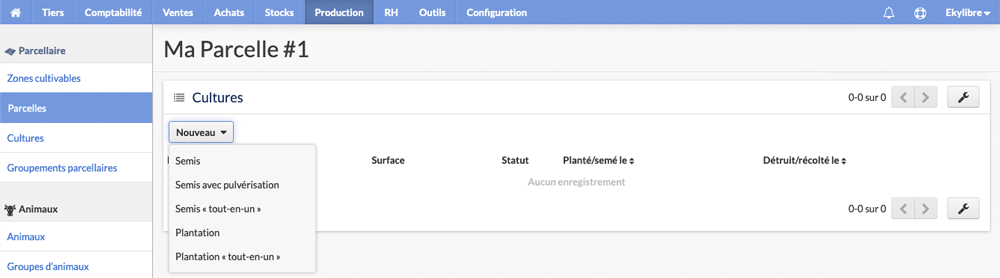 Tiers Comptabilité Ventes Achats Stocks Production RH Outils Configuration Ekylibre
Parcellaire
Zones cultivables
Parcelles
Cultures
Groupements parcellaires
Animaux
Animaux
Groupes d'animaux
Ma Parcelle #1
Cultures 0-0 sur 0
Nouveau
Semis
Semis avec pulvérisation
Semis « tout-en-un »
Plantation
Plantation « tout-en-un »
Surface Statut Planté/semé le Détruit/récolté le
Aucun enregistrement
0-0 sur 0